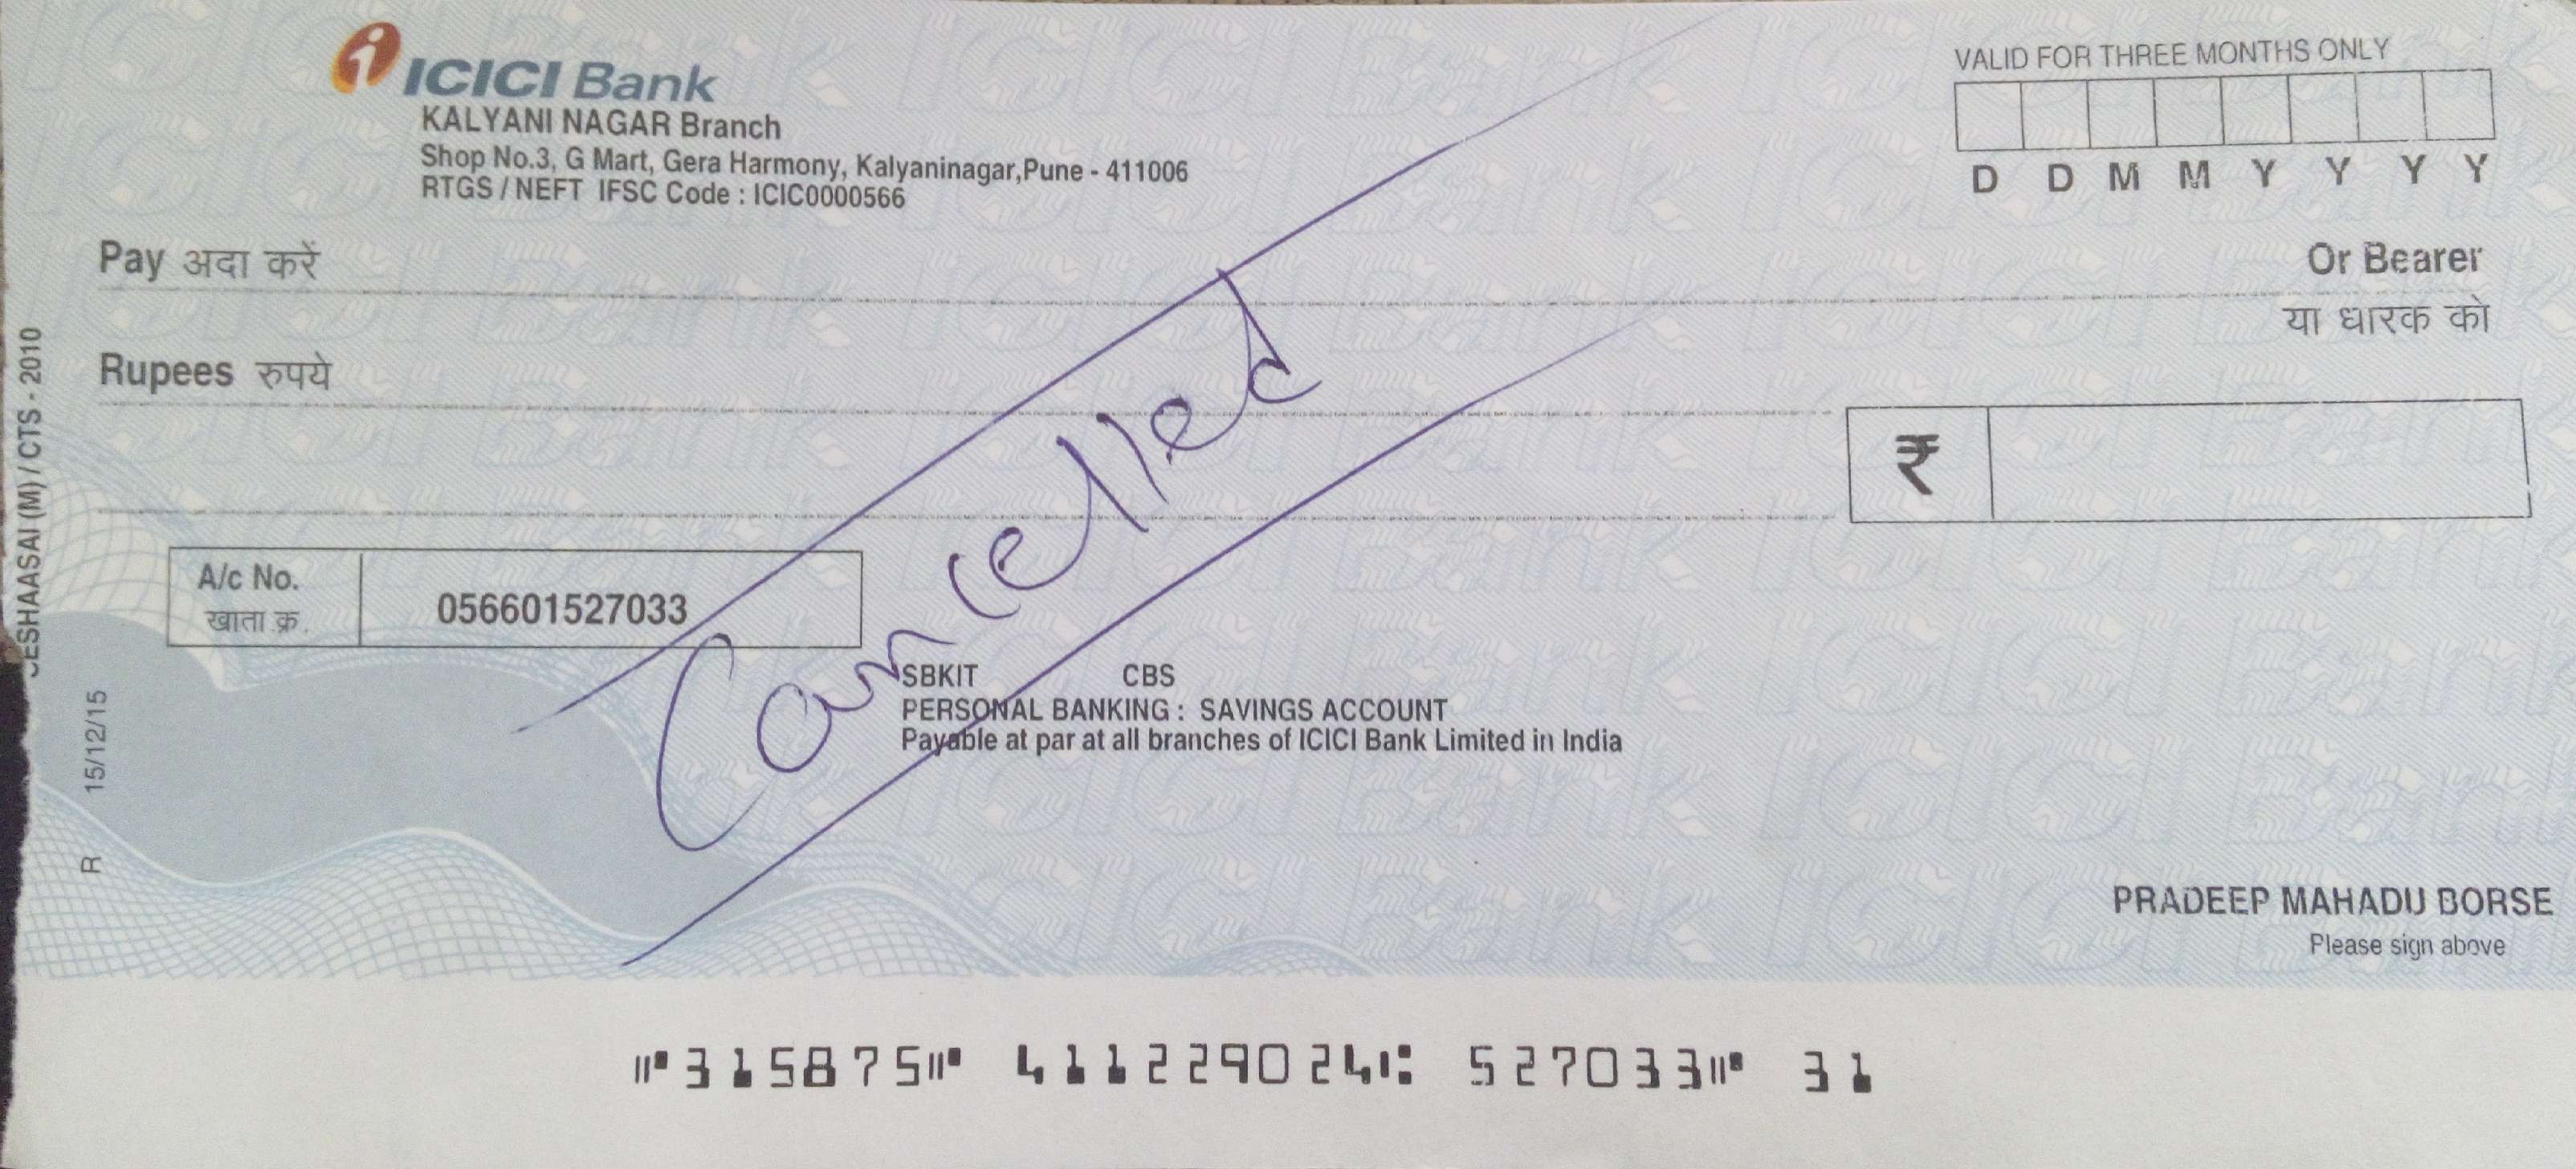 ICICI Bank
KALYANI NAGAR Branch
Shop No.3, G Mart, Gera Harmony, Kalyaninagar,Pune - 411006
RTGS / NEFT IFSC Code : ICIC0000566
VALID FOR THREE MONTHS ONLY
D D M M Y Y Y Y
Pay अदा करें
Or Bearer
या धारक को
Rupees रुपये
₹
Cancelled
A/c No.
खाता क्र.
056601527033
SBKIT CBS
PERSONAL BANKING : SAVINGS ACCOUNT
Payable at par at all branches of ICICI Bank Limited in India
PRADEEP MAHADU BORSE
Please sign above
SESHAASAI (M) / CTS - 2010
R 15/12/15
⑈315875⑈ 411229024⑆ 527033⑈ 31